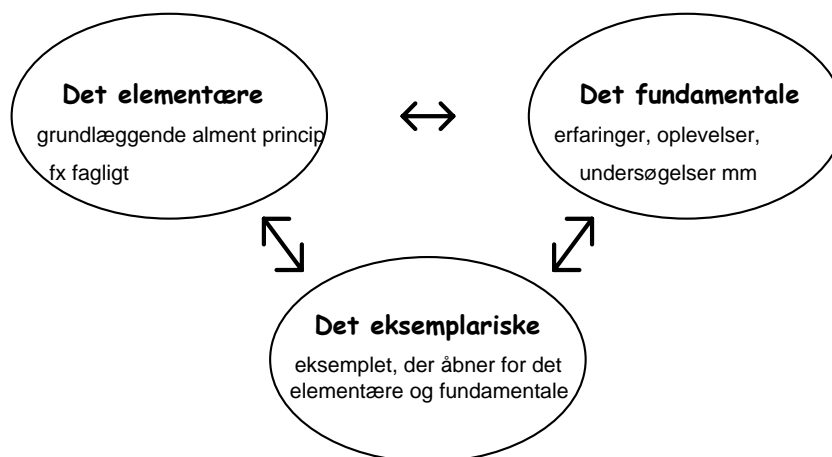 Det elementære
grundlæggende alment princip
fx fagligt
Det fundamentale
erfaringer, oplevelser,
undersøgelser mm
Det eksemplariske
eksemplet, der åbner for det
elementære og fundamentale